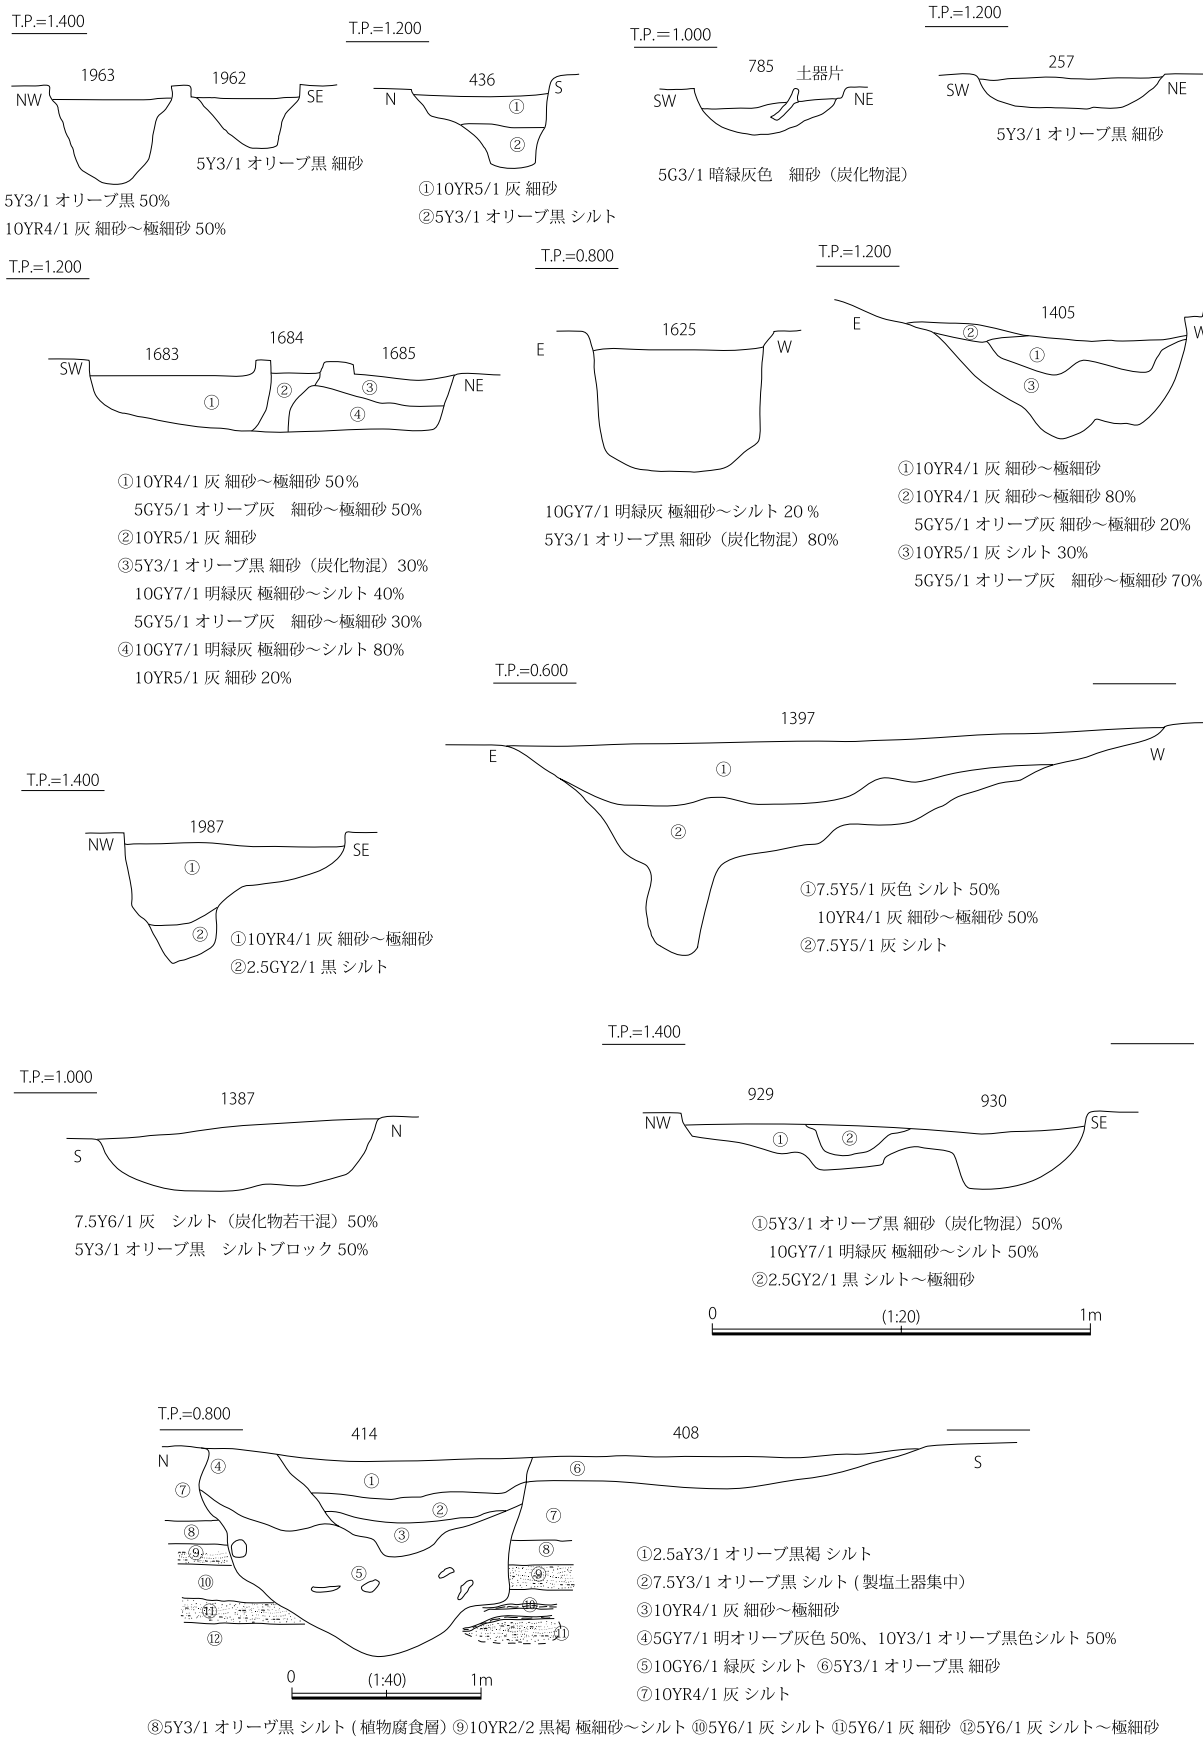 T.P.=1.400
1963
1962
NW
SE
5Y3/1 オリーブ黒 細砂
5Y3/1 オリーブ黒 50%
10YR4/1 灰 細砂～極細砂 50%
T.P.=1.200
436
N
S
①
②
①10YR5/1 灰 細砂
②5Y3/1 オリーブ黒 シルト
T.P.=1.000
785
土器片
SW
NE
5G3/1 暗緑灰色　細砂（炭化物混）
T.P.=1.200
257
SW
NE
5Y3/1 オリーブ黒 細砂
T.P.=1.200
1683
1684
1685
SW
NE
①
②
③
④
①10YR4/1 灰 細砂～極細砂 50%
5GY5/1 オリーブ灰　細砂～極細砂 50%
②10YR5/1 灰 細砂
③5Y3/1 オリーブ黒 細砂（炭化物混）30%
10GY7/1 明緑灰 極細砂～シルト 40%
5GY5/1 オリーブ灰　細砂～極細砂 30%
④10GY7/1 明緑灰 極細砂～シルト 80%
10YR5/1 灰 細砂 20%
T.P.=0.800
1625
E
W
10GY7/1 明緑灰 極細砂～シルト 20 %
5Y3/1 オリーブ黒 細砂（炭化物混）80%
T.P.=1.200
1405
E
W
②
①
③
①10YR4/1 灰 細砂～極細砂
②10YR4/1 灰 細砂～極細砂 80%
5GY5/1 オリーブ灰 細砂～極細砂 20%
③10YR5/1 灰 シルト 30%
5GY5/1 オリーブ灰　細砂～極細砂 70%
T.P.=0.600
1397
E
W
①
②
①7.5Y5/1 灰色 シルト 50%
10YR4/1 灰 細砂～極細砂 50%
②7.5Y5/1 灰 シルト
T.P.=1.400
1987
NW
SE
①
②
①10YR4/1 灰 細砂～極細砂
②2.5GY2/1 黒 シルト
T.P.=1.000
1387
S
N
7.5Y6/1 灰　シルト（炭化物若干混）50%
5Y3/1 オリーブ黒　シルトブロック 50%
T.P.=1.400
929
930
NW
SE
①
②
①5Y3/1 オリーブ黒 細砂（炭化物混）50%
10GY7/1 明緑灰 極細砂～シルト 50%
②2.5GY2/1 黒 シルト～極細砂
0
(1:20)
1m
T.P.=0.800
414
408
N
S
④
①
⑥
⑦
②
⑦
⑧
③
⑧
⑨
⑨
⑩
⑤
⑩
⑪
⑪
⑫
0
(1:40)
1m
①2.5aY3/1 オリーブ黒褐 シルト
②7.5Y3/1 オリーブ黒 シルト ( 製塩土器集中）
③10YR4/1 灰 細砂～極細砂
④5GY7/1 明オリーブ灰色 50%、10Y3/1 オリーブ黒色シルト 50%
⑤10GY6/1 緑灰 シルト ⑥5Y3/1 オリーブ黒 細砂
⑦10YR4/1 灰 シルト
⑧5Y3/1 オリーヴ黒 シルト ( 植物腐食層 ) ⑨10YR2/2 黒褐 極細砂～シルト ⑩5Y6/1 灰 シルト ⑪5Y6/1 灰 細砂 ⑫5Y6/1 灰 シルト～極細砂